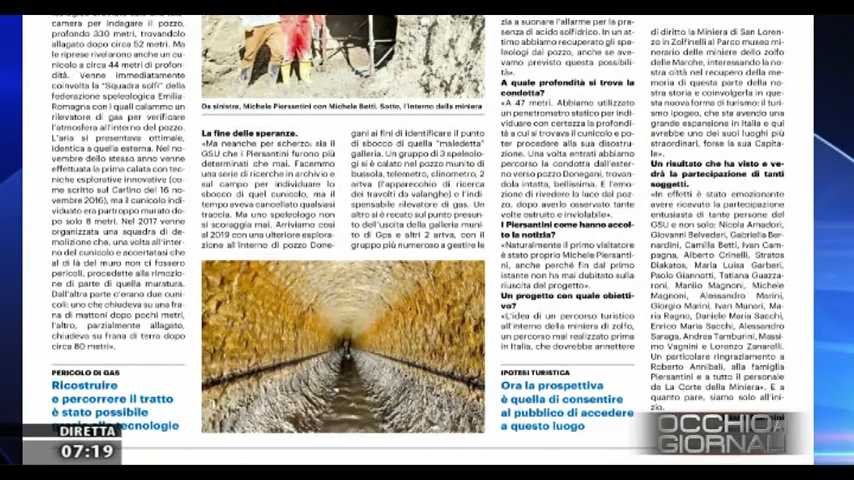 camera per indagare il pozzo,
profondo 330 metri, trovandolo
allagato dopo circa 52 metri. Ma
le riprese rivelarono anche un cu-
nicolo a circa 44 metri di profon-
dità. Venne immediatamente
coinvolta la "Squadra solfi" della
federazione speleologica Emilia-
Romagna con i quali calammo un
rilevatore di gas per verificare
l'atmosfera all'interno del pozzo.
L'aria si presentava ottimale,
identica a quella esterna. Nel no-
vembre dello stesso anno venne
effettuata la prima calata con tec-
niche esplorative innovative (co-
me scritto sul Carlino del 16 no-
vembre 2016), ma il cunicolo indi-
viduato era purtroppo murato do-
po solo 8 metri. Nel 2017 venne
organizzata una squadra di de-
molizione che, una volta all'inter-
no del cunicolo e accertatasi che
al di là del muro non ci fossero
pericoli, procedette alla rimozio-
ne di parte di quella muratura.
Dall'altra parte c'erano due cuni-
coli: uno che chiudeva su una fra-
na di mattoni dopo pochi metri,
l'altro, parzialmente allagato,
chiudeva su frana di terra dopo
circa 80 metri».
PERICOLO DI GAS
Ricostruire
e percorrere il tratto
è stato possibile
tecnologie
Da sinistra, Michele Piersantini con Michele Betti. Sotto, l'interno della miniera
La fine delle speranze.
«Ma neanche per scherzo: sia il
GSU che i Piersantini furono più
determinati che mai. Facemmo
una serie di ricerche in archivio e
sul campo per individuare lo
sbocco di quel cunicolo, ma il
tempo aveva cancellato qualsiasi
traccia. Ma uno speleologo non
si scoraggia mai. Arriviamo così
al 2019 con una ulteriore esplora-
zione all'interno di pozzo Done-
gani ai fini di identificare il punto
di sbocco di quella "maledetta"
galleria. Un gruppo di 3 speleolo-
gi si è calato nel pozzo munito di
bussola, telemetro, clinometro, 2
artva (l'apparecchio di ricerca
dei travolti da valanghe) e l'indi-
spensabile rilevatore di gas. Un
altro si è recato sul punto presun-
to dell'uscita della galleria muni-
to di Gps e altri 2 artva, con il
gruppo più numeroso a gestire le
zia a suonare l'allarme per la pre-
senza di acido solfidrico. In un at-
timo abbiamo recuperato gli spe-
leologi dal pozzo, anche se ave-
vamo previsto questa possibili-
tà».
A quale profondità si trova la
condotta?
«A 47 metri. Abbiamo utilizzato
un penetrometro statico per indi-
viduare con certezza la profondi-
tà a cui si trovava il cunicolo e po-
ter procedere alla sua distruzio-
ne. Una volta entrati abbiamo
percorso la condotta dall'ester-
no verso pozzo Donegani, trovan-
dola intatta, bellissima. E l'emo-
zione di rivedere la luce dal poz-
zo, dopo averlo osservato tante
volte ostruito e inviolabile».
I Piersantini come hanno accol-
to la notizia?
«Naturalmente il primo visitatore
è stato proprio Michele Piersanti-
ni, anche perché fin dal primo
istante non ha mai dubitato sulla
riuscita del progetto».
Un progetto con quale obietti-
vo?
«L'idea di un percorso turistico
all'interno della miniera di zolfo,
un percorso mai realizzato prima
in Italia, che dovrebbe annettere
IPOTESI TURISTICA
Ora la prospettiva
è quella di consentire
al pubblico di accedere
a questo luogo
di diritto la Miniera di San Loren-
zo in Zolfinelli al Parco museo mi-
nerario delle miniere dello zolfo
delle Marche, interessando la no-
stra città nel recupero della me-
moria di questa parte della no-
stra storia e coinvolgerla in que-
sta nuova forma di turismo: il turi-
smo ipogeo, che sta avendo una
grande espansione in Italia e qui
avrebbe uno dei suoi luoghi più
straordinari, forse la sua Capita-
le».
Un risultato che ha visto e ve-
drà la partecipazione di tanti
soggetti.
«In effetti è stato emozionante
avere ricevuto la partecipazione
entusiasta di tante persone del
GSU e non solo: Nicola Amadori,
Giovanni Belvederi, Gabriella Ber-
nardini, Camilla Betti, Ivan Cam-
pagna, Alberto Crinelli, Stratos
Diakatos, Maria Luisa Garberi,
Paolo Giannotti, Tatiana Guazza-
roni, Manlio Magnoni, Michele
Magnoni, Alessandro Marini,
Giorgio Marini, Ivan Munari, Ma-
ria Ragno, Daniele Maria Sacchi,
Enrico Maria Sacchi, Alessandro
Saraga, Andrea Tamburini, Massi-
mo Vagnini e Lorenzo Zanarelli.
Un particolare ringraziamento a
Roberto Annibali, alla famiglia
Piersantini e a tutto il personale
de La Corte della Miniera». E a
quanto pare, siamo solo all'ini-
zio.
DIRETTA
07:19
OCCHIO AI
GIORNALI